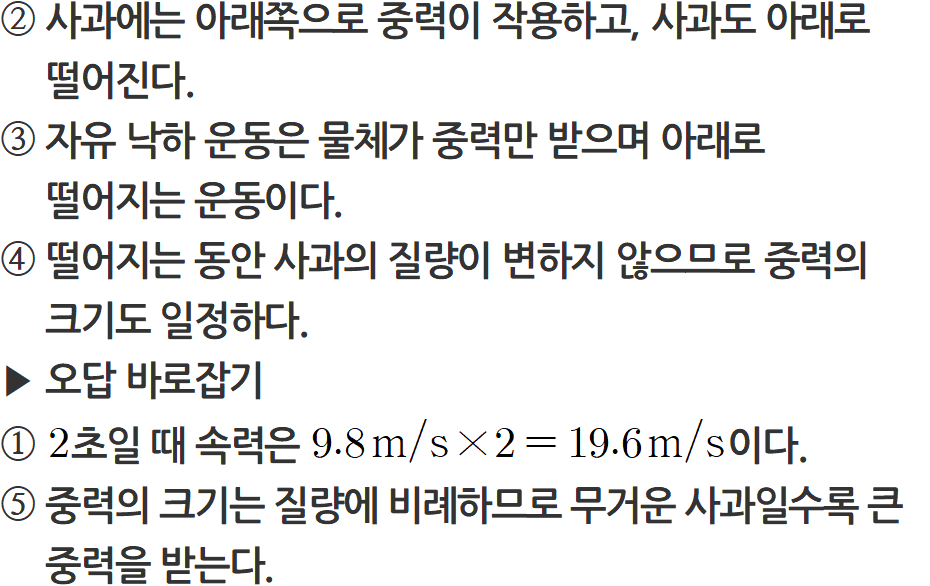 ② 사과에는 아래쪽으로 중력이 작용하고, 사과도 아래로
떨어진다.
③ 자유 낙하 운동은 물체가 중력만 받으며 아래로
떨어지는 운동이다.
④ 떨어지는 동안 사과의 질량이 변하지 않으므로 중력의
크기도 일정하다.
▶ 오답 바로잡기
① 2초일 때 속력은 9.8m/s×2=19.6m/s이다.
⑤ 중력의 크기는 질량에 비례하므로 무거운 사과일수록 큰
중력을 받는다.